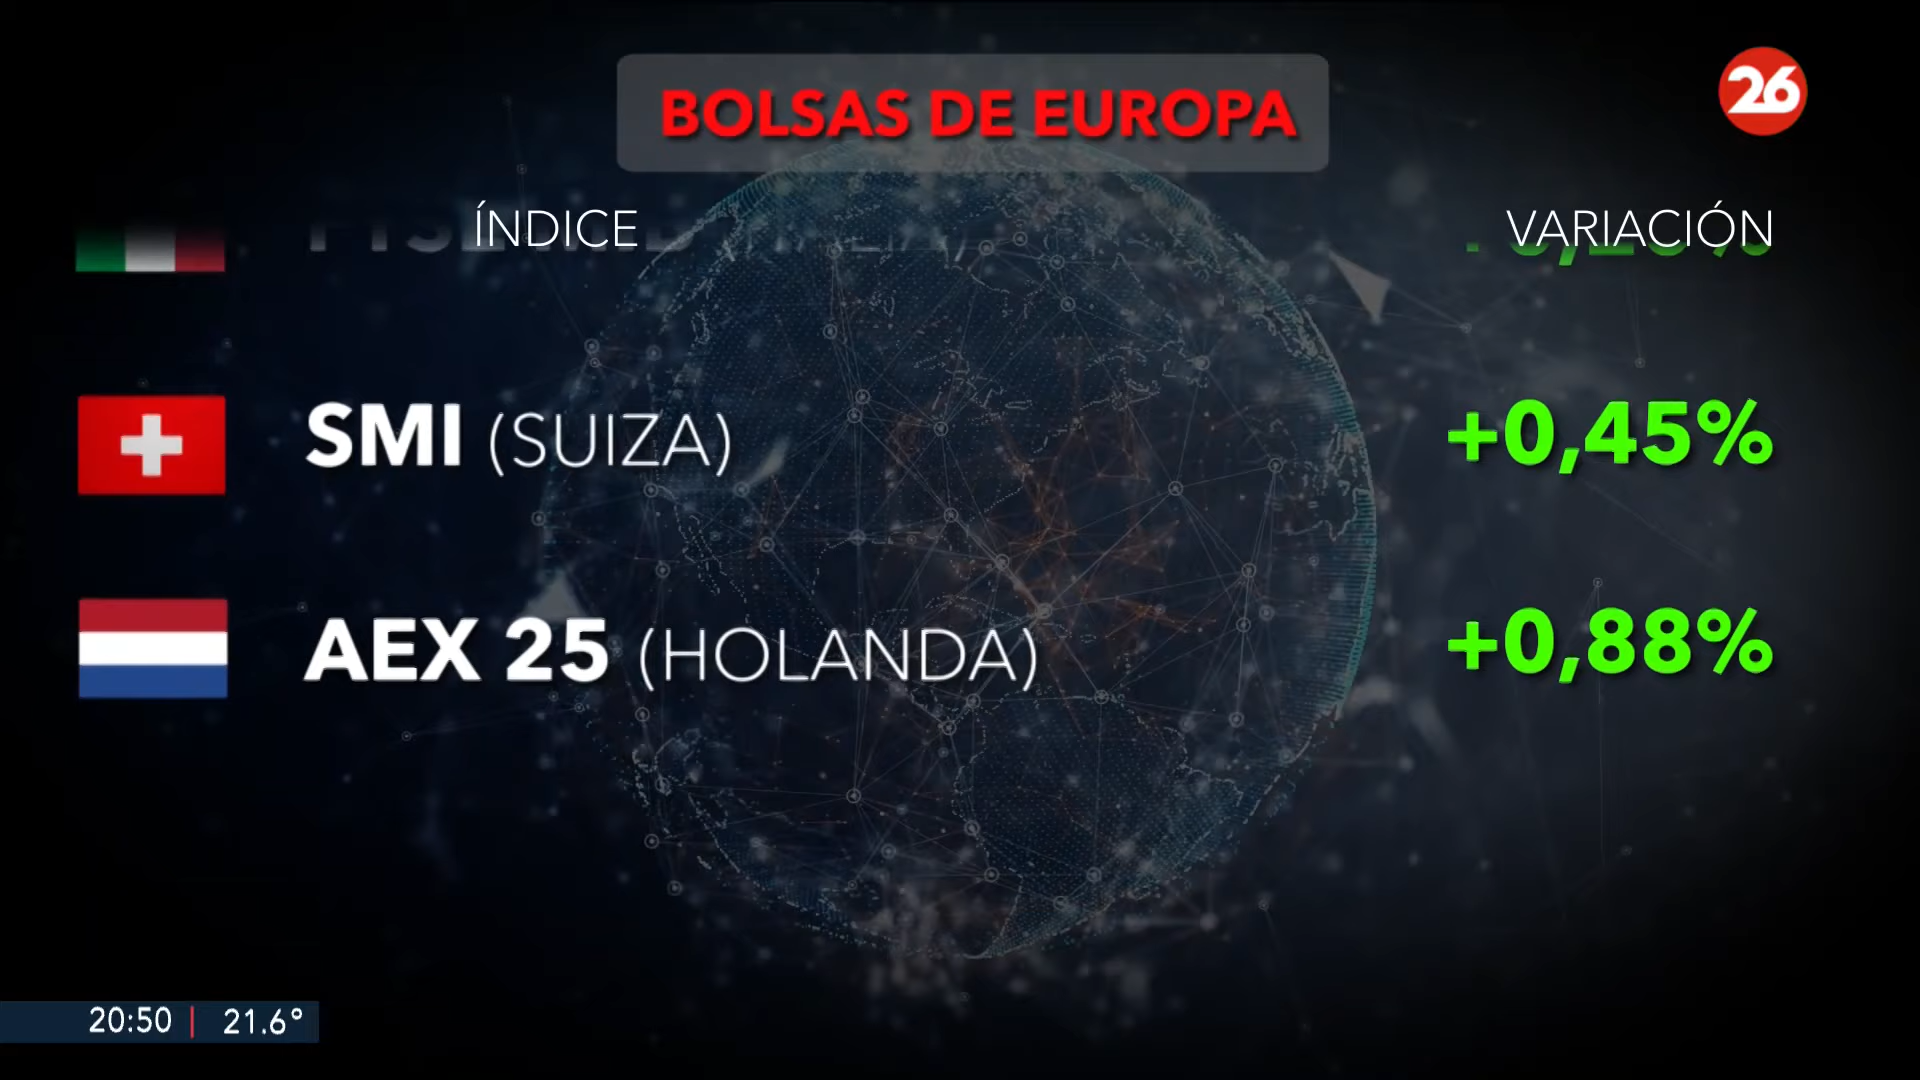 BOLSAS DE EUROPA
26
ÍNDICE VARIACIÓN
SMI (SUIZA) +0,45%
AEX 25 (HOLANDA) +0,88%
20:50 | 21.6°